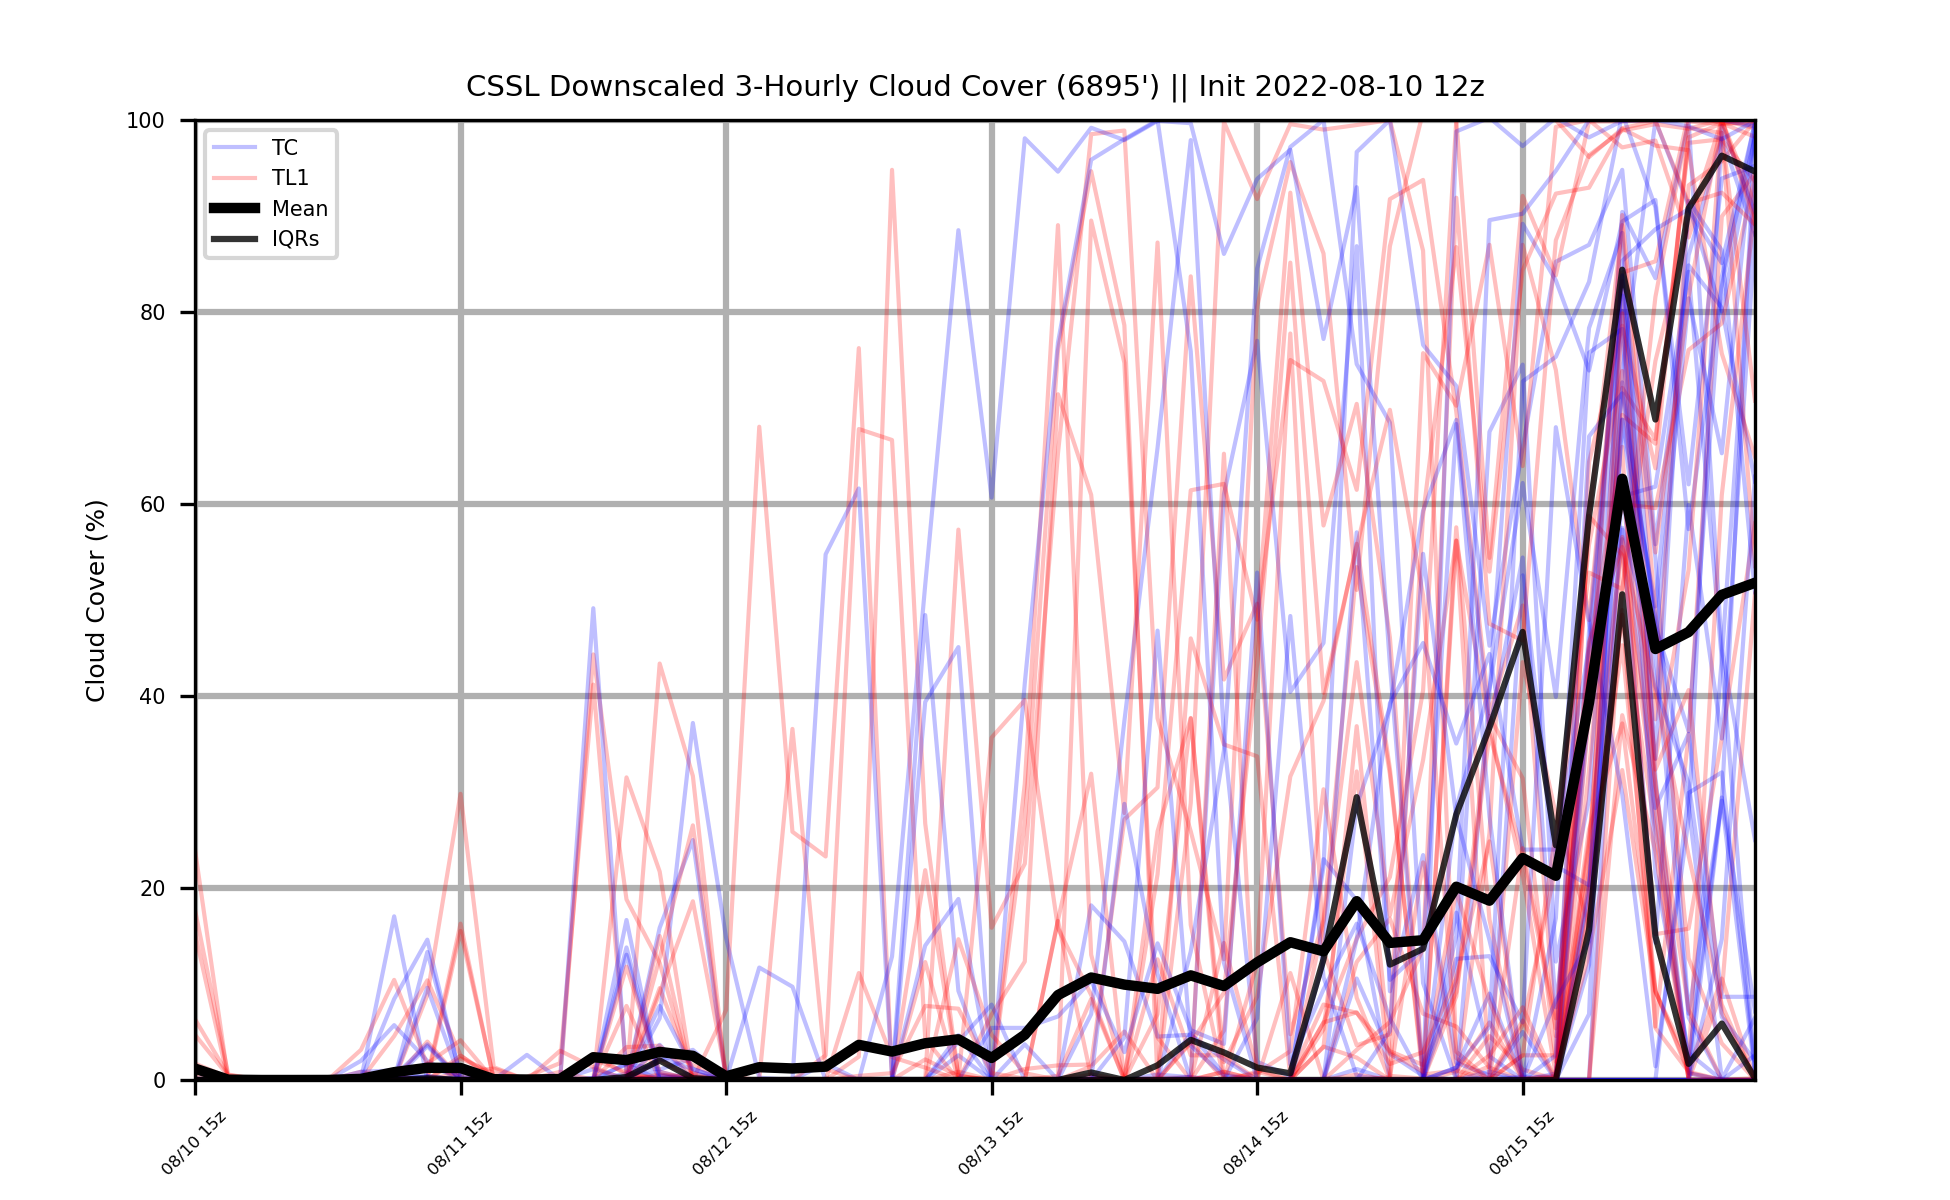 CSSL Downscaled 3-Hourly Cloud Cover (6895') || Init 2022-08-10 12z
TC
TL1
Mean
IQRs
Cloud Cover (%)
100
80
60
40
20
0
08/10 15z
08/11 15z
08/12 15z
08/13 15z
08/14 15z
08/15 15z